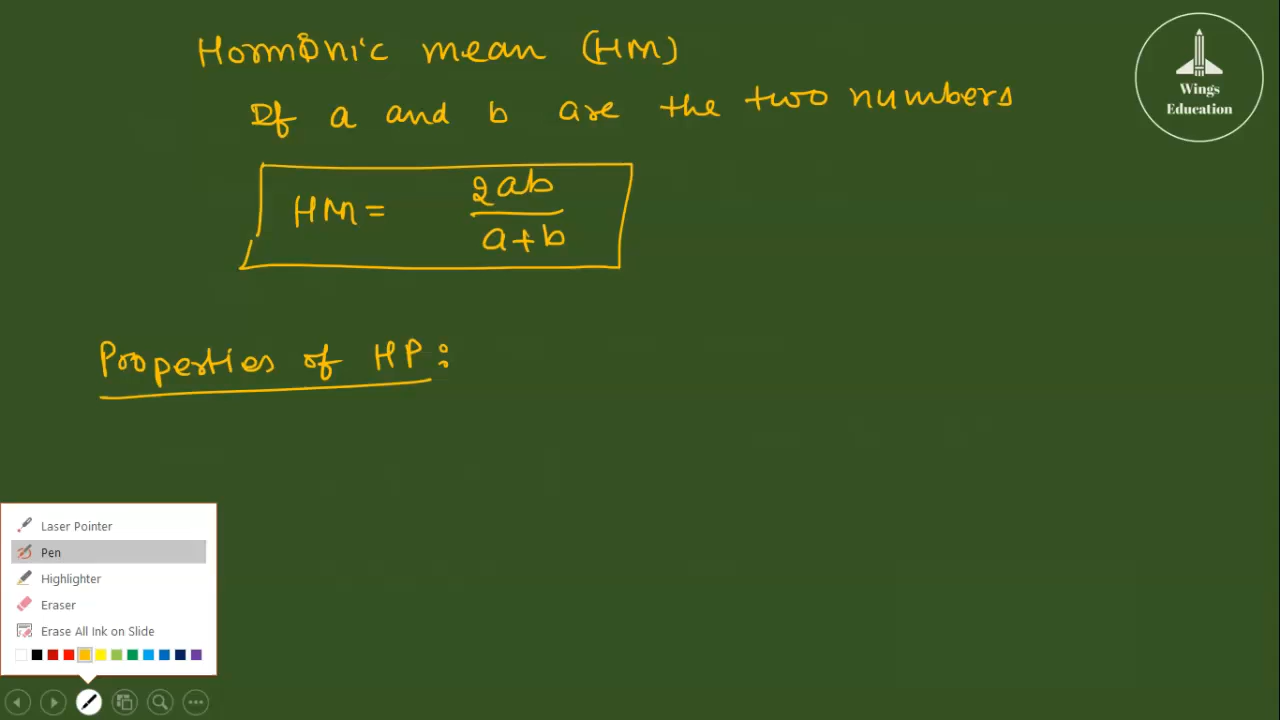 Hormonic mean (HM)
If a and b are the two numbers
HM = 2ab / a+b
Properties of HP:
Wings
Education
Laser Pointer
Pen
Highlighter
Eraser
Erase All Ink on Slide